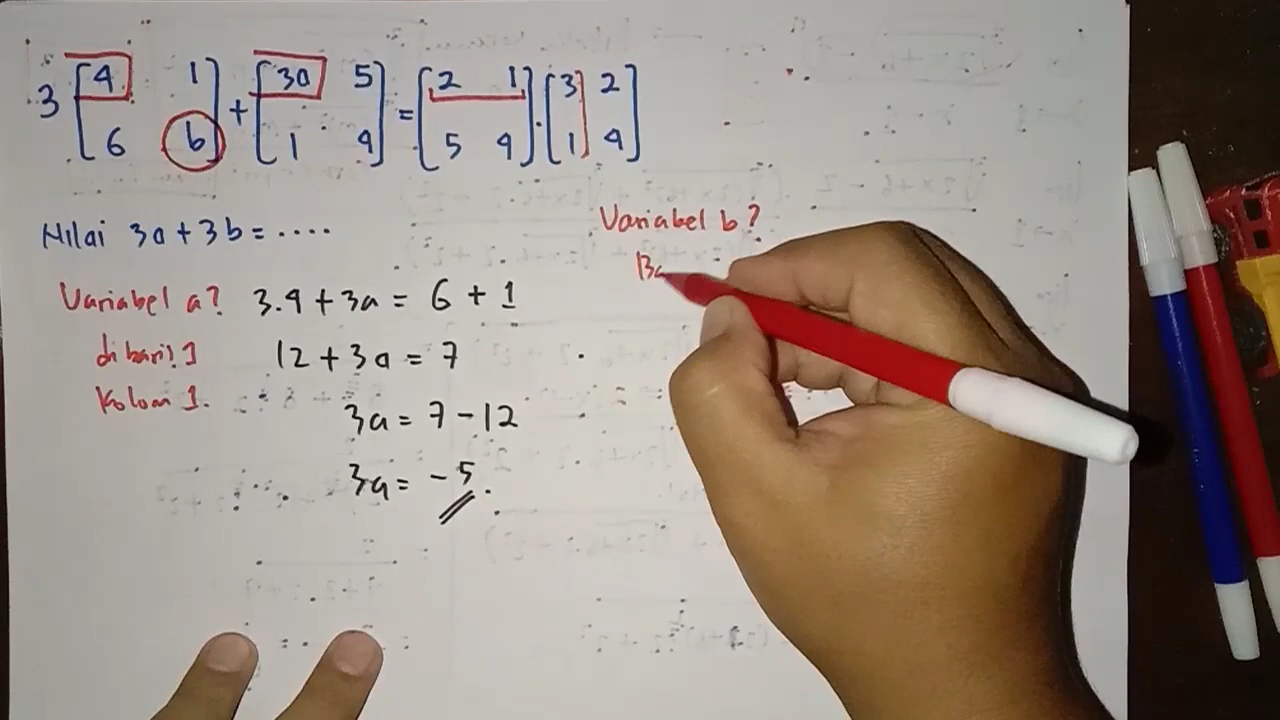 3 [4 1] + [3a 5] = [2 1] . [3 2]
[6 b] [1 4] [5 4] [1 4]
Nilai 3a + 3b = ....
Variabel b?
Ba
Variabel a? 3.4 + 3a = 6 + 1
di baris 1 12 + 3a = 7
Kolom 1. 3a = 7 - 12
3a = -5.